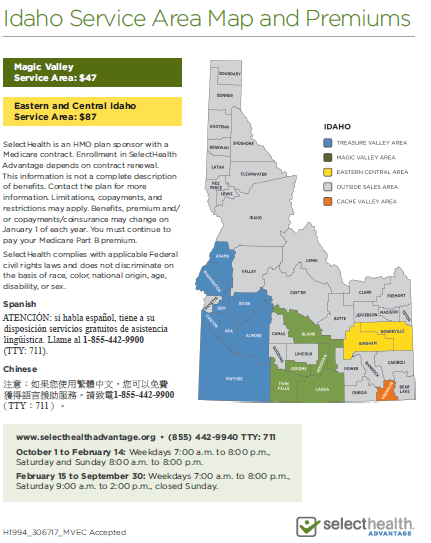 Idaho Service Area Map and Premiums
Magic Valley
Service Area: $47
Eastern and Central Idaho
Service Area: $87
SelectHealth is an HMO plan sponsor with a
Medicare contract. Enrollment in SelectHealth
Advantage depends on contract renewal.
This information is not a complete description
of benefits. Contact the plan for more
information. Limitations, copayments, and
restrictions may apply. Benefits, premium and/
or copayments/coinsurance may change on
January 1 of each year. You must continue to
pay your Medicare Part B premium.
SelectHealth complies with applicable Federal
civil rights laws and does not discriminate on
the basis of race, color, national origin, age,
disability, or sex.
Spanish
ATENCIÓN: si habla español, tiene a su
disposición servicios gratuitos de asistencia
lingüística. Llame al 1-855-442-9900
(TTY: 711).
Chinese
注意：如果您使用繁體中文，您可以免費
獲得語言援助服務。請致電1-855-442-9900
（TTY：711）。
IDAHO
TREASURE VALLEY AREA
MAGIC VALLEY AREA
EASTERN CENTRAL AREA
OUTSIDE SALES AREA
CACHE VALLEY AREA
BOUNDARY
BONNER
KOOTENAI
BENEWAH
SHOSHONE
LATAH
CLEARWATER
NEZ
PERCE
LEWIS
IDAHO
ADAMS
WASHINGTON
VALLEY
LEMHI
PAYETTE
GEM
BOISE
CUSTER
CANYON
ADA
ELMORE
OWYHEE
CAMAS
BLAINE
BUTTE
CLARK
FREMONT
JEFFERSON
MADISON
TETON
BONNEVILLE
BINGHAM
GOODING
LINCOLN
JEROME
MINIDOKA
TWIN
FALLS
CASSIA
POWER
BANNOCK
CARIBOU
ONEIDA
FRANKLIN
BEAR
LAKE
www.selecthealthadvantage.org • (855) 442-9940 TTY: 711
October 1 to February 14: Weekdays 7:00 a.m. to 8:00 p.m.,
Saturday and Sunday 8:00 a.m. to 8:00 p.m.
February 15 to September 30: Weekdays 7:00 a.m. to 8:00 p.m.,
Saturday 9:00 a.m. to 2:00 p.m., closed Sunday.
H1994_306717_MVEC Accepted
selecthealth.
ADVANTAGE